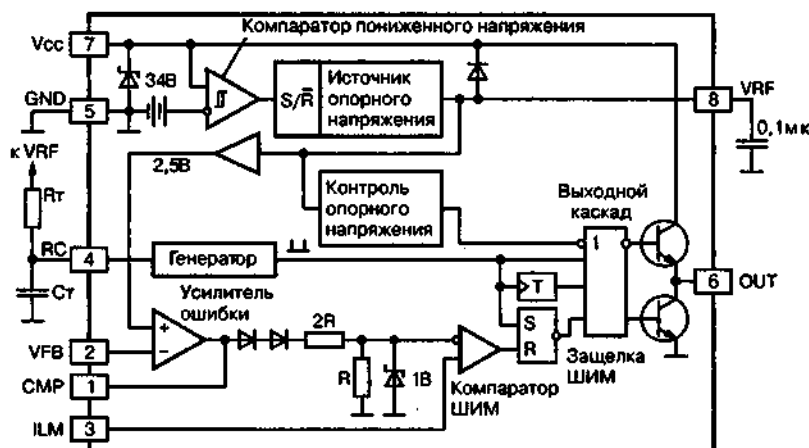 Компаратор пониженного напряжения
Vcc
7
34В
GND
5
S/R̅
Источник
опорного
напряжения
8
VRF
0,1мк
к VRF
2,5В
Rт
Контроль
опорного
напряжения
Выходной
каскад
RC
4
Генератор
1
6
OUT
Ст
Усилитель
ошибки
T
+
−
2R
S
R
VFB
2
R
1В
Компаратор
ШИМ
Защелка
ШИМ
CMP
1
ILM
3